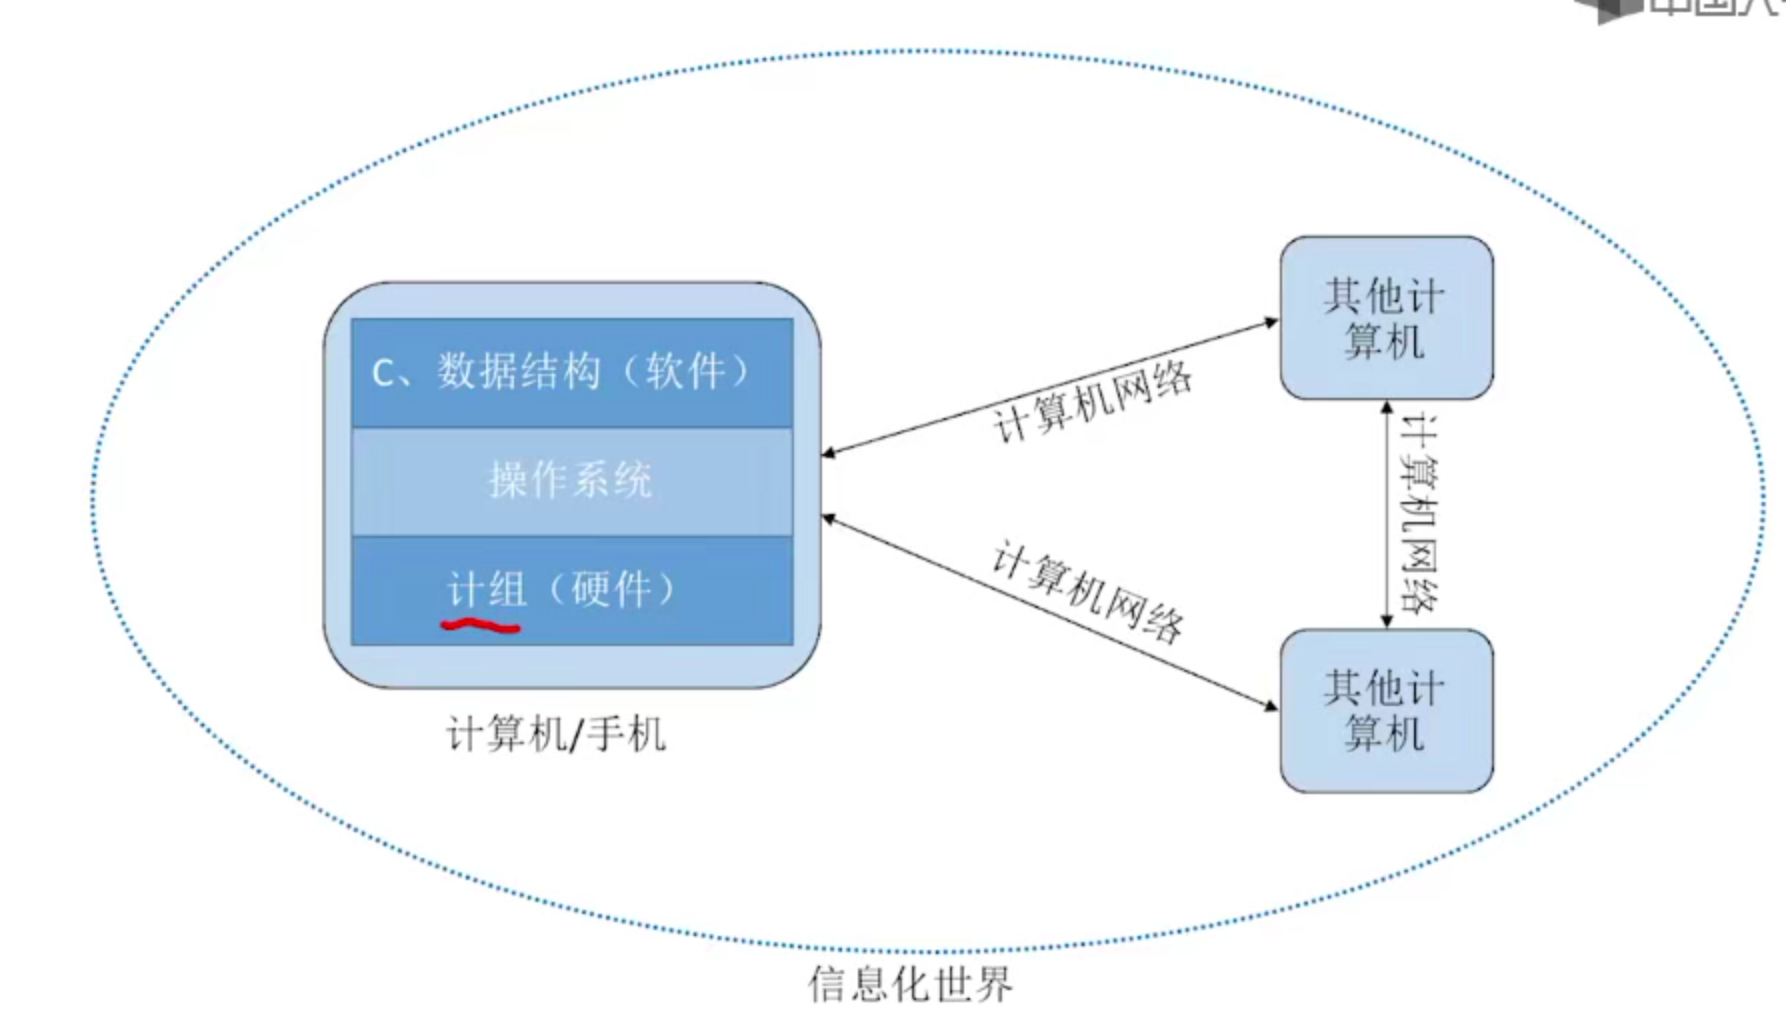 C、数据结构（软件）
操作系统
计组（硬件）
计算机/手机
计算机网络
计算机网络
其他计
算机
计算机网络
其他计
算机
信息化世界